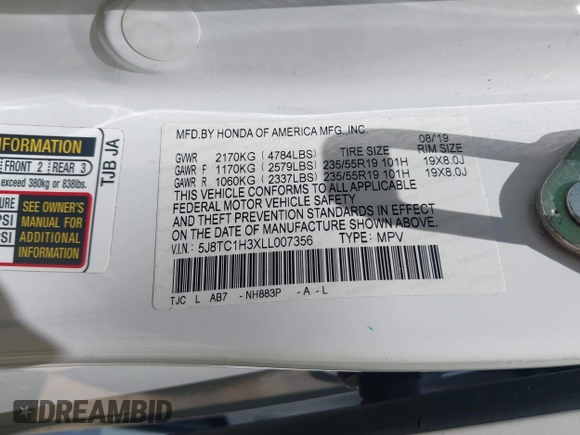 INFORMATION
FRONT 2 REAR 3
exceed 380kg or 838lbs.
SEE OWNER'S
MANUAL FOR
ADDITIONAL
INFORMATION
TJB JA
MFD.BY HONDA OF AMERICA MFG.,INC. 08/'19
TIRE SIZE RIM SIZE
GVWR 2170KG (4784LBS)
GAWR F 1170KG (2579LBS) 235/55R19 101H 19X8.0J
GAWR R 1060KG (2337LBS) 235/55R19 101H 19X8.0J
THIS VEHICLE CONFORMS TO ALL APPLICABLE
FEDERAL MOTOR VEHICLE SAFETY
AND THEFT PREVENTION STANDARDS IN EFFECT
ON THE DATE OF MANUFACTURE SHOWN ABOVE.
V.I.N.: 5J8TC1H3XLL007356 TYPE: MPV
TJC L AB7 -NH883P -A-L
DREAMBID